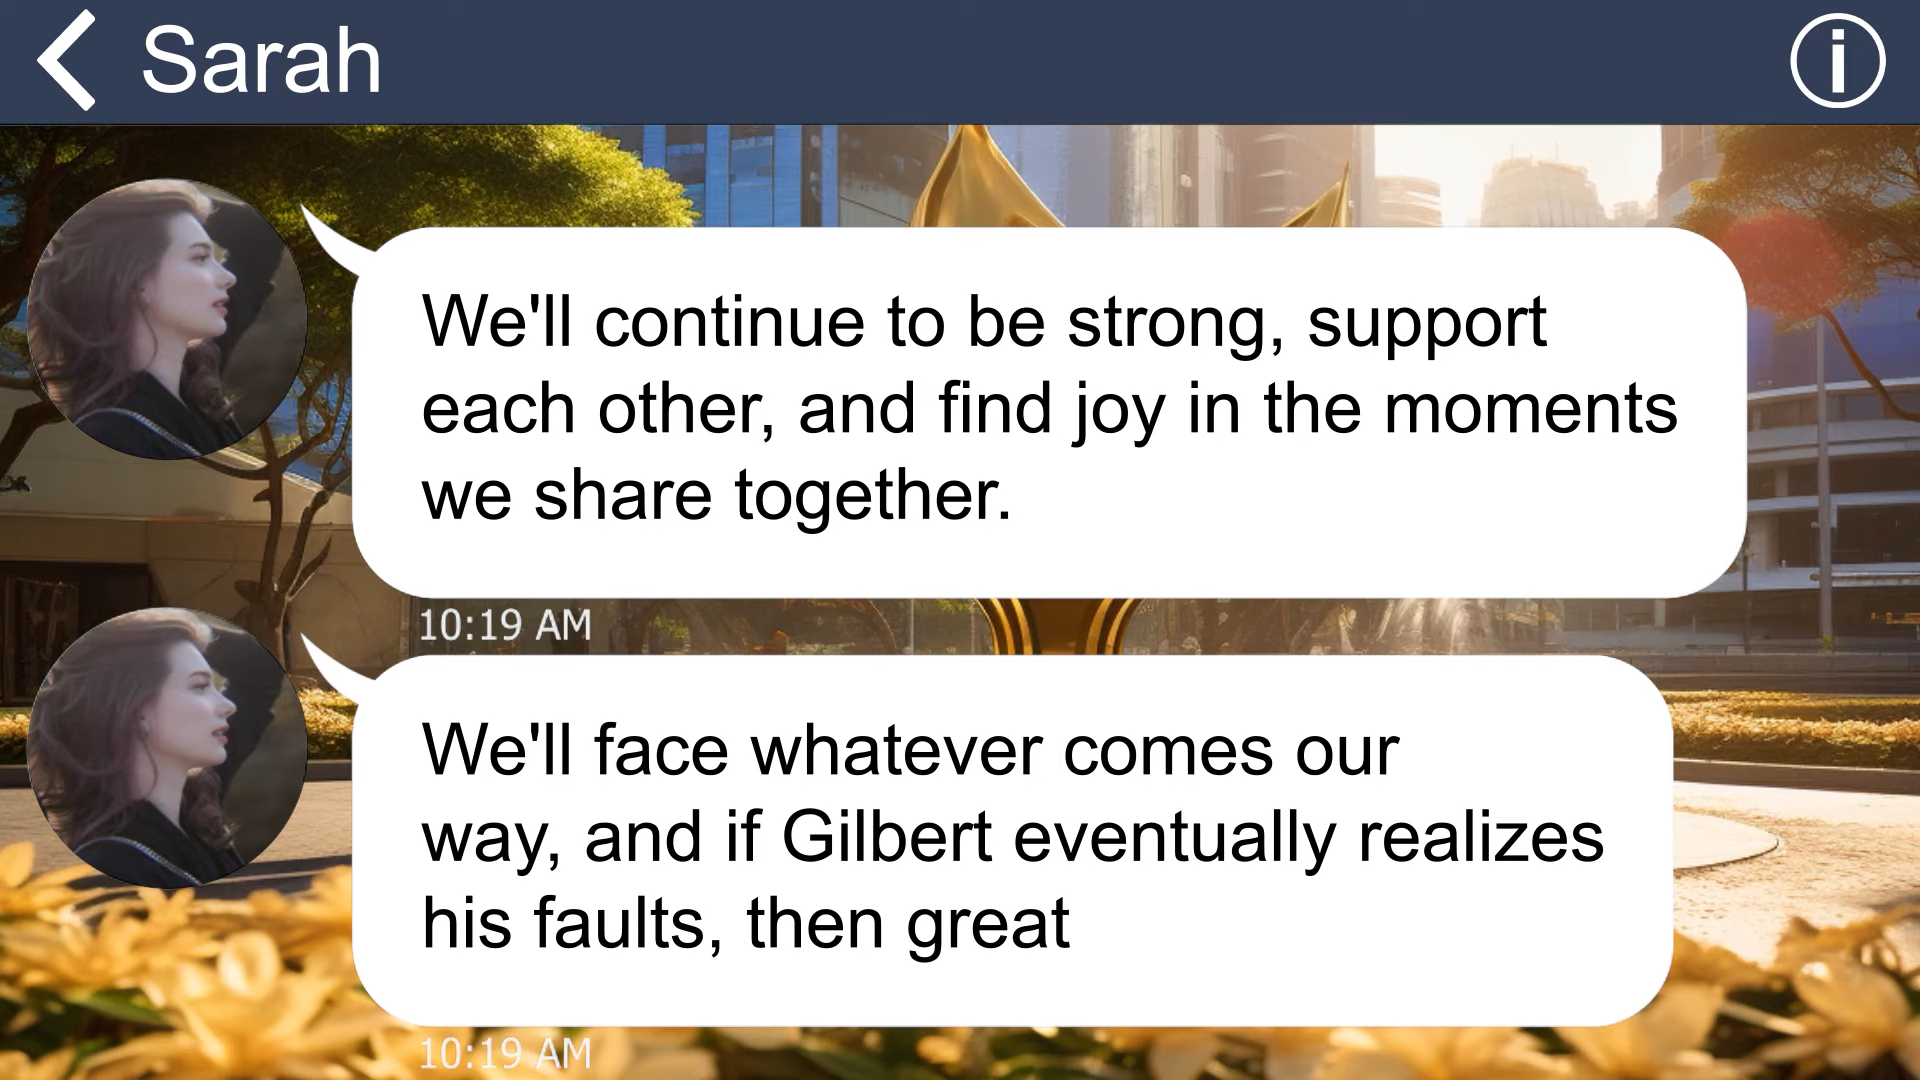 Sarah
We'll continue to be strong, support
each other, and find joy in the moments
we share together.
10:19 AM
We'll face whatever comes our
way, and if Gilbert eventually realizes
his faults, then great
10:19 AM